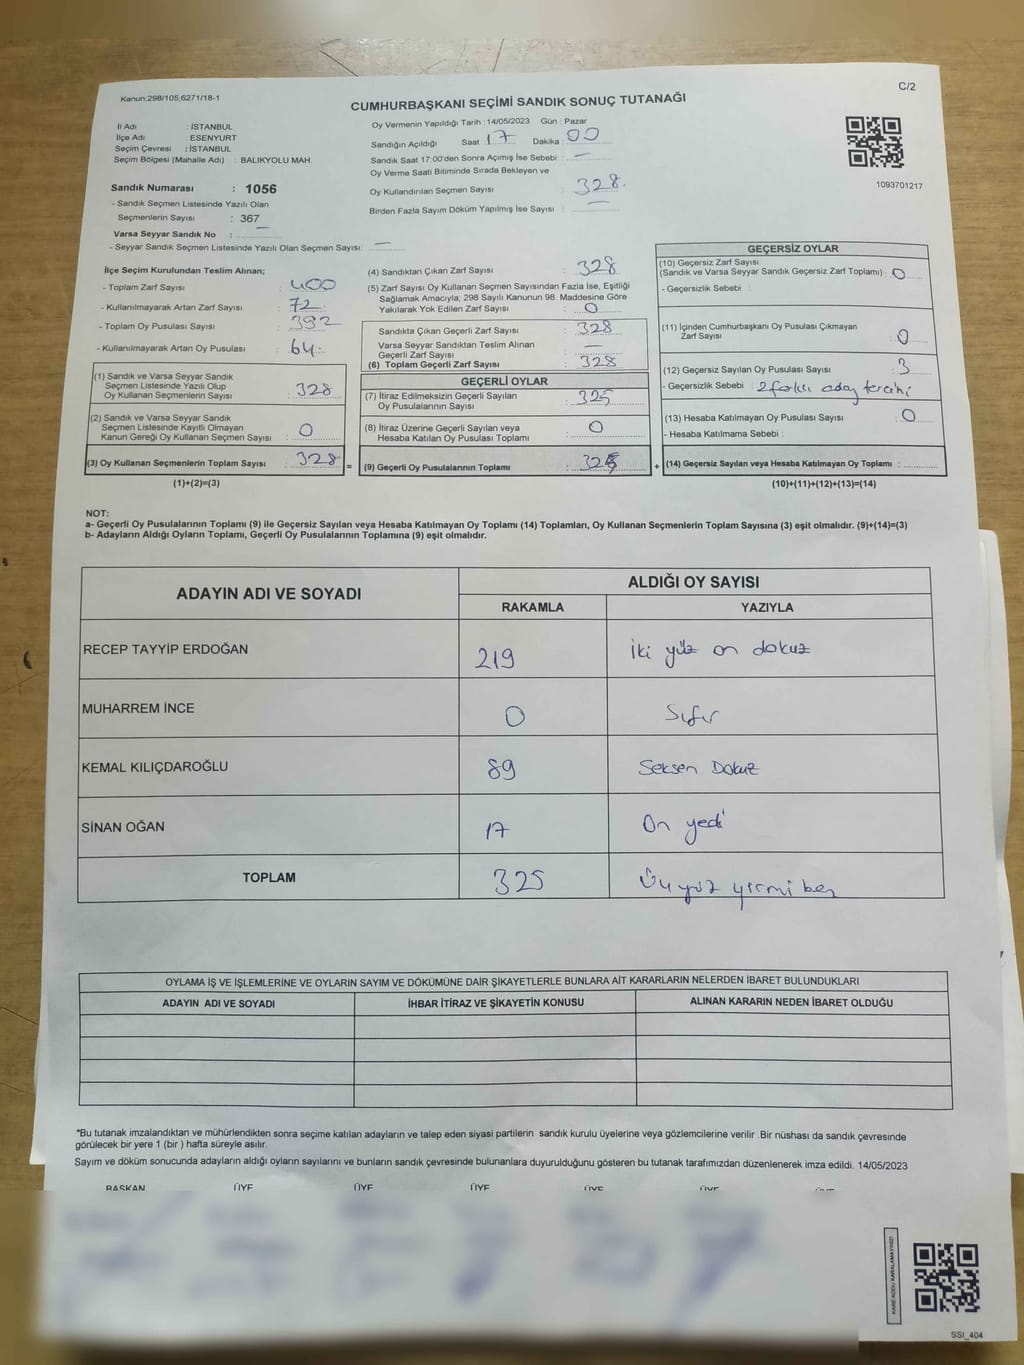 Kanun:298/105,6271/18-1
C/2
CUMHURBAŞKANI SEÇİMİ SANDIK SONUÇ TUTANAĞI
İl Adı : İSTANBUL
İlçe Adı : ESENYURT
Seçim Çevresi : İSTANBUL
Seçim Bölgesi (Mahalle Adı) : BALIKYOLU MAH.
Sandık Numarası : 1056
- Sandık Seçmen Listesinde Yazılı Olan
Seçmenlerin Sayısı : 367
Varsa Seyyar Sandık No : —
- Seyyar Sandık Seçmen Listesinde Yazılı Olan Seçmen Sayısı: —
Oy Vermenin Yapıldığı Tarih : 14/05/2023 Gün : Pazar
Sandığın Açıldığı Saat : 17 Dakika : 00
Sandık Saat 17:00'den Sonra Açımış İse Sebebi : —
Oy Verme Saati Bitiminde Sırada Bekleyen ve
Oy Kullandırılan Seçmen Sayısı : 328.
Birden Fazla Sayım Döküm Yapılmış İse Sayısı : —
1093701217
İlçe Seçim Kurulundan Teslim Alınan;
- Toplam Zarf Sayısı : 400
- Kullanılmayarak Artan Zarf Sayısı : 72
- Toplam Oy Pusulası Sayısı : 392
- Kullanılmayarak Artan Oy Pusulası : 64
(1) Sandık ve Varsa Seyyar Sandık
Seçmen Listesinde Yazılı Olup
Oy Kullanan Seçmenlerin Sayısı : 328
(2) Sandık ve Varsa Seyyar Sandık
Seçmen Listesinde Kayıtlı Olmayan
Kanun Gereği Oy Kullanan Seçmen Sayısı : 0
(3) Oy Kullanan Seçmenlerin Toplam Sayısı : 328 =
(1)+(2)=(3)
(4) Sandıktan Çıkan Zarf Sayısı : 328
(5) Zarf Sayısı Oy Kullanan Seçmen Sayısından Fazla İse, Eşitliği
Sağlamak Amacıyla; 298 Sayılı Kanunun 98. Maddesine Göre
Yakılarak Yok Edilen Zarf Sayısı : 0
Sandıkta Çıkan Geçerli Zarf Sayısı : 328
Varsa Seyyar Sandıktan Teslim Alınan
Geçerli Zarf Sayısı : —
(6) Toplam Geçerli Zarf Sayısı : 328
GEÇERLİ OYLAR
(7) İtiraz Edilmeksizin Geçerli Sayılan
Oy Pusulalarının Sayısı : 325
(8) İtiraz Üzerine Geçerli Sayılan veya
Hesaba Katılan Oy Pusulası Toplamı : 0
(9) Geçerli Oy Pusulalarının Toplamı : 325 +
GEÇERSİZ OYLAR
(10) Geçersiz Zarf Sayısı
(Sandık ve Varsa Seyyar Sandık Geçersiz Zarf Toplamı) : 0
- Geçersizlik Sebebi :
(11) İçinden Cumhurbaşkanı Oy Pusulası Çıkmayan
Zarf Sayısı : 0
(12) Geçersiz Sayılan Oy Pusulası Sayısı : 3
- Geçersizlik Sebebi : 2 farklı aday tercihi
(13) Hesaba Katılmayan Oy Pusulası Sayısı : 0
- Hesaba Katılmama Sebebi :
(14) Geçersiz Sayılan veya Hesaba Katılmayan Oy Toplamı :
(10)+(11)+(12)+(13)=(14)
NOT:
a- Geçerli Oy Pusulalarının Toplamı (9) ile Geçersiz Sayılan veya Hesaba Katılmayan Oy Toplamı (14) Toplamları, Oy Kullanan Seçmenlerin Toplam Sayısına (3) eşit olmalıdır. (9)+(14)=(3)
b- Adayların Aldığı Oyların Toplamı, Geçerli Oy Pusulalarının Toplamına (9) eşit olmalıdır.
ADAYIN ADI VE SOYADI
ALDIĞI OY SAYISI
RAKAMLA YAZIYLA
RECEP TAYYİP ERDOĞAN 219 İki yüz on dokuz
MUHARREM İNCE 0 Sıfır
KEMAL KILIÇDAROĞLU 89 Seksen Dokuz
SİNAN OĞAN 17 On yedi
TOPLAM 325 Üçyüz yirmi beş
OYLAMA İŞ VE İŞLEMLERİNE VE OYLARIN SAYIM VE DÖKÜMÜNE DAİR ŞİKAYETLERLE BUNLARA AİT KARARLARIN NELERDEN İBARET BULUNDUKLARI
ADAYIN ADI VE SOYADI İHBAR İTİRAZ VE ŞİKAYETİN KONUSU ALINAN KARARIN NEDEN İBARET OLDUĞU
*Bu tutanak imzalandıktan ve mühürlendikten sonra seçime katılan adayların ve talep eden siyasi partilerin sandık kurulu üyelerine veya gözlemcilerine verilir .Bir nüshası da sandık çevresinde
görülecek bir yere 1 (bir ) hafta süreyle asılır.
Sayım ve döküm sonucunda adayların aldığı oyların sayılarını ve bunların sandık çevresinde bulunanlara duyurulduğunu gösteren bu tutanak tarafımızdan düzenlenerek imza edildi. 14/05/2023
BAŞKAN ÜYE ÜYE ÜYE ÜYE ÜYE
KARE KODU KARALAMAYINIZ!
SSI_404